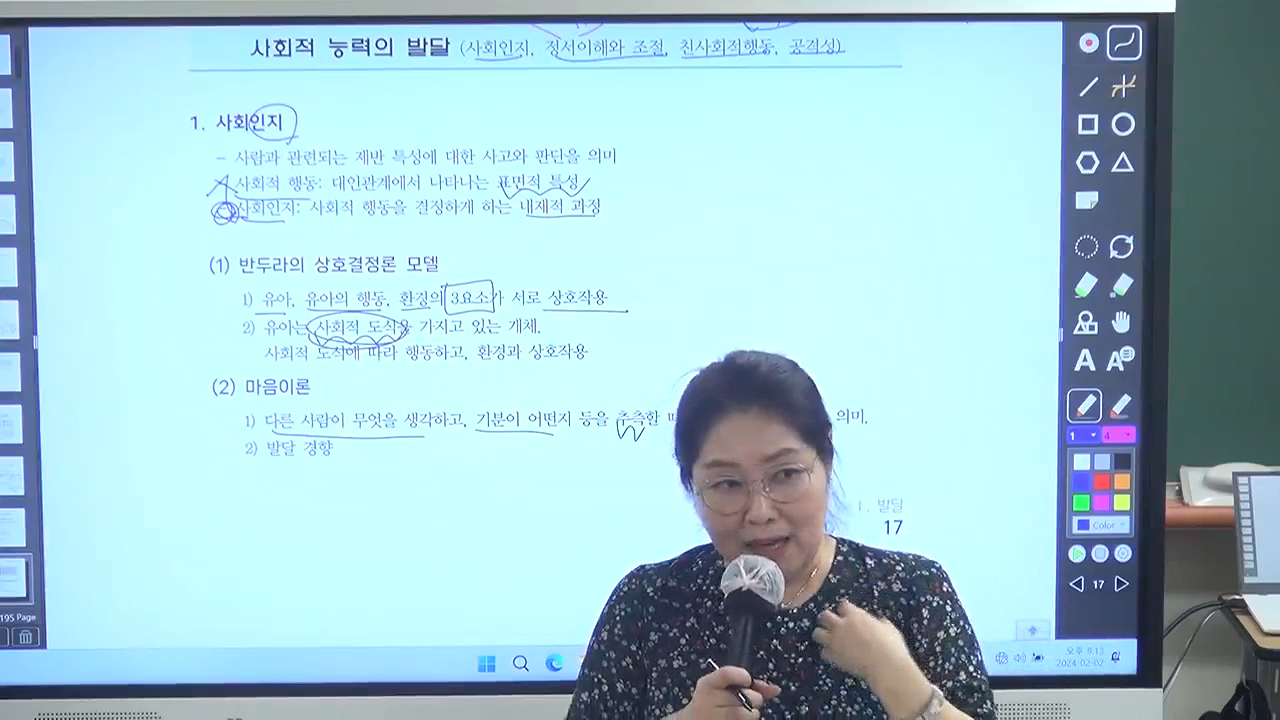 사회적 능력의 발달 (사회인지, 정서이해와 조절, 친사회적행동, 공격성)
1. 사회인지
– 사람과 관련되는 제반 특성에 대한 사고와 판단을 의미
사회적 행동: 대인관계에서 나타나는 표면적 특성
사회인지: 사회적 행동을 결정하게 하는 내재적 과정
(1) 반두라의 상호결정론 모델
1) 유아, 유아의 행동, 환경의 3요소가 서로 상호작용
2) 유아는 사회적 도식을 가지고 있는 개체.
사회적 도식에 따라 행동하고, 환경과 상호작용
(2) 마음이론
1) 다른 사람이 무엇을 생각하고, 기분이 어떤지 등을 추측할 의미.
2) 발달 경향
Ⅰ. 발달
17
195 Page
A A
1 4
Color
17
오후 9:13
2024-02-02